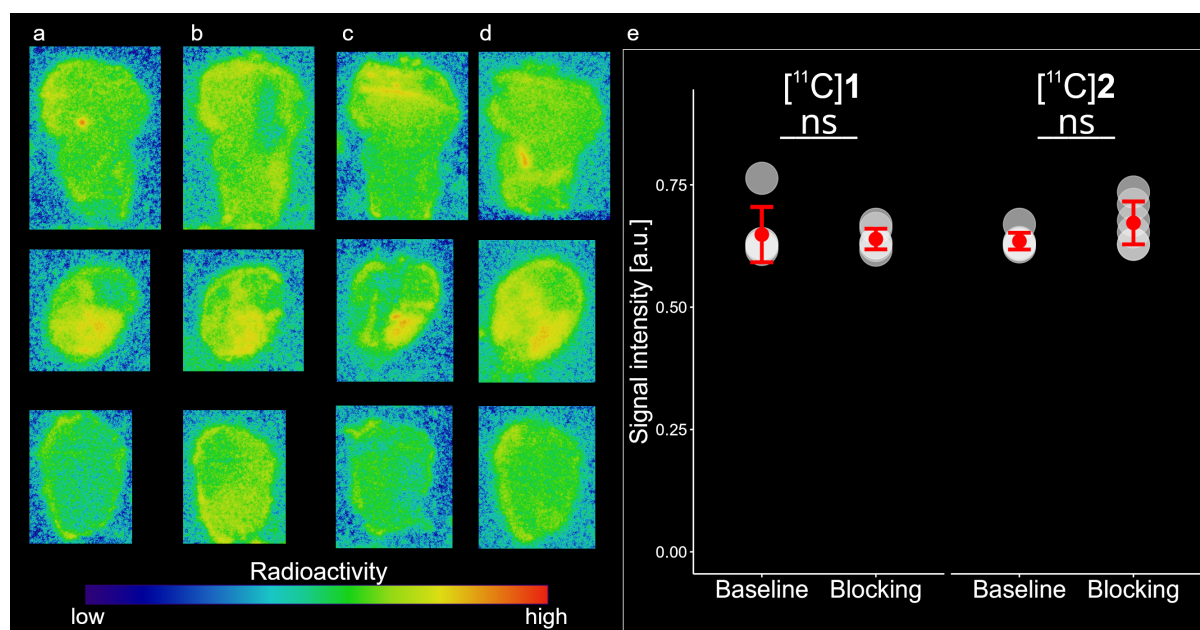 a b c d e
[¹¹C]1 [¹¹C]2
ns ns
Signal intensity [a.u.]
0.75
0.50
0.25
0.00
Baseline Blocking Baseline Blocking
Radioactivity
low high